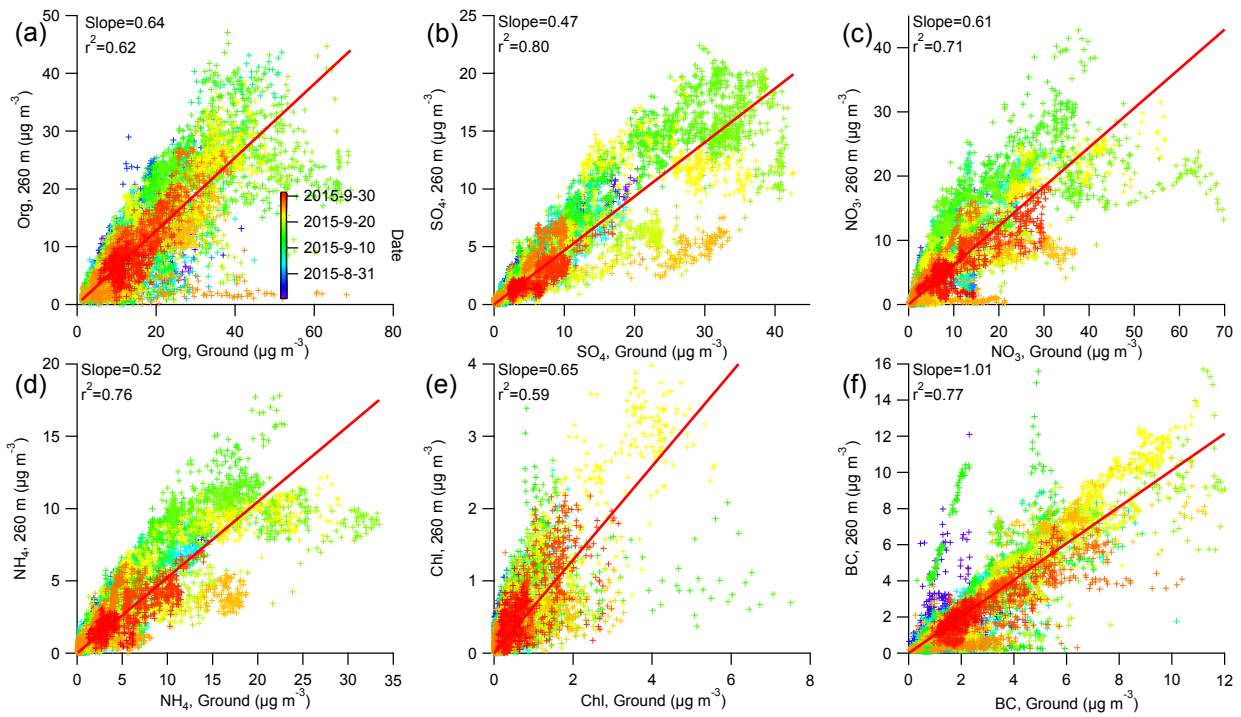 (a)
Slope=0.64
r²=0.62
Org, 260 m (µg m⁻³)
50
40
30
20
10
0
0 20 40 60 80
Org, Ground (µg m⁻³)
2015-9-30
2015-9-20
2015-9-10
2015-8-31
Date
(b)
Slope=0.47
r²=0.80
SO₄, 260 m (µg m⁻³)
25
20
15
10
5
0
0 10 20 30 40
SO₄, Ground (µg m⁻³)
(c)
Slope=0.61
r²=0.71
NO₃, 260 m (µg m⁻³)
40
30
20
10
0
0 10 20 30 40 50 60 70
NO₃, Ground (µg m⁻³)
(d)
Slope=0.52
r²=0.76
NH₄, 260 m (µg m⁻³)
20
15
10
5
0
0 5 10 15 20 25 30 35
NH₄, Ground (µg m⁻³)
(e)
Slope=0.65
r²=0.59
Chl, 260 m (µg m⁻³)
4
3
2
1
0
0 2 4 6 8
Chl, Ground (µg m⁻³)
(f)
Slope=1.01
r²=0.77
BC, 260 m (µg m⁻³)
16
14
12
10
8
6
4
2
0
0 2 4 6 8 10 12
BC, Ground (µg m⁻³)